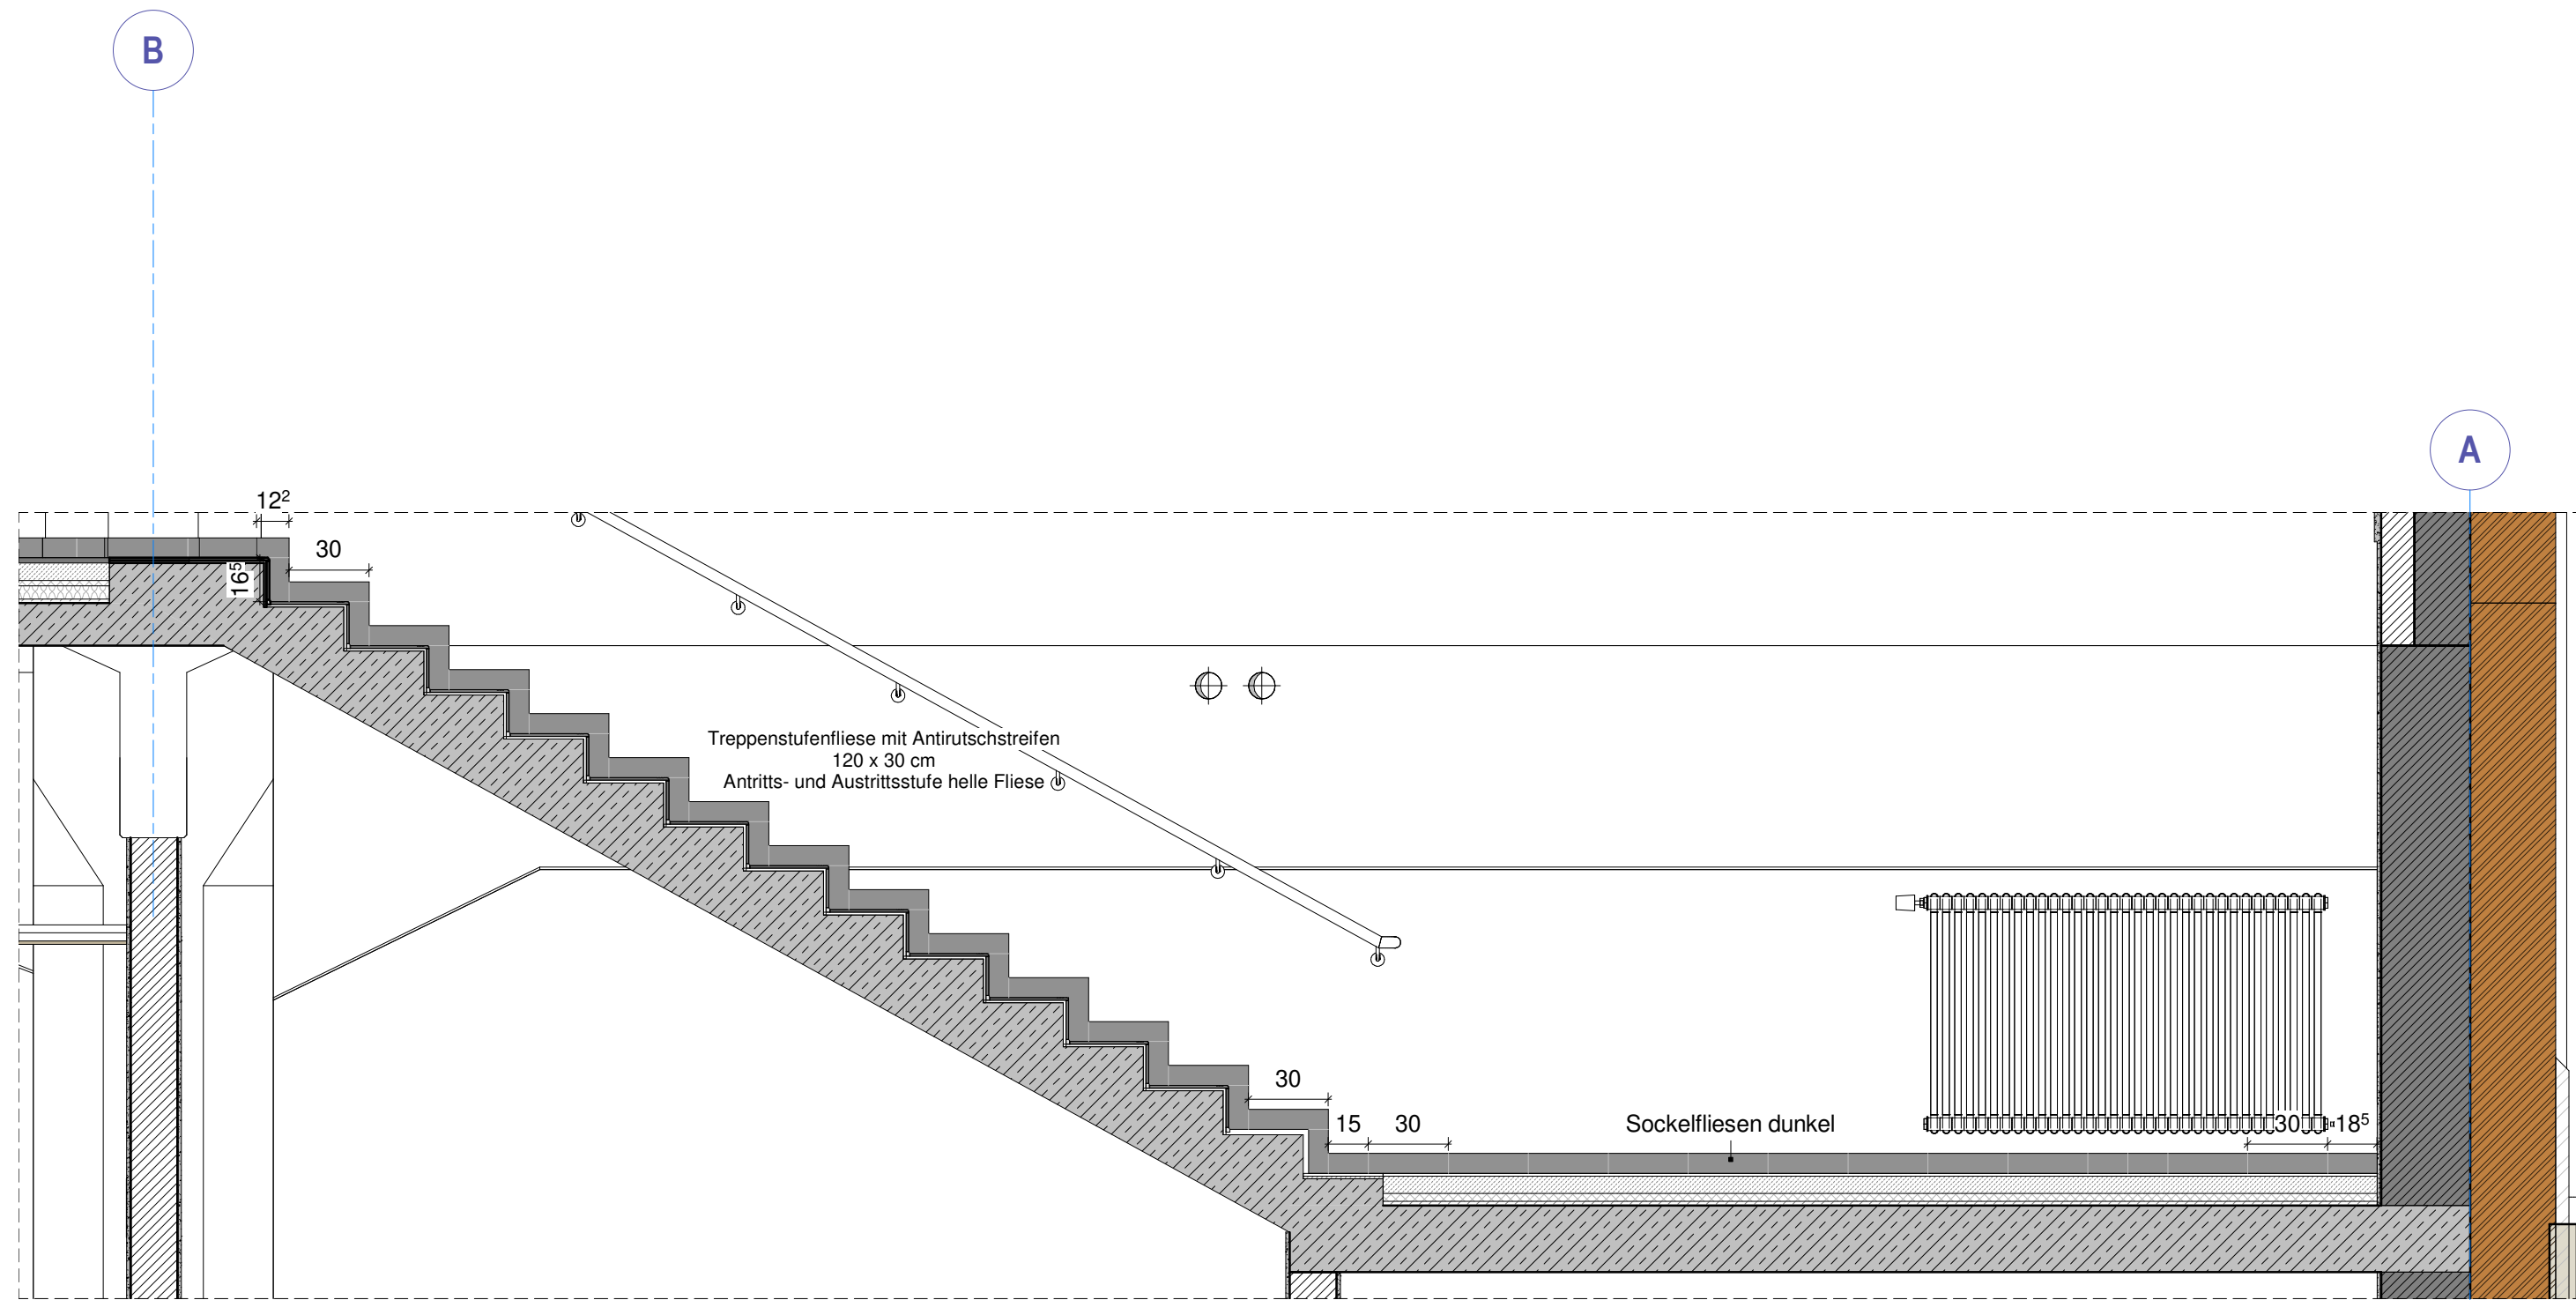 B
A
12²
30
16⁵
Treppenstufenfliese mit Antirutschstreifen
120 x 30 cm
Antritts- und Austrittsstufe helle Fliese
30
15
30
Sockelfliesen dunkel
30
18⁵